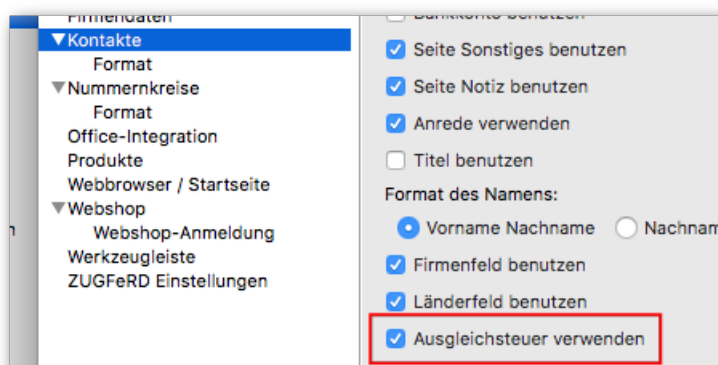 Firmendaten
Kontakte
Format
Nummernkreise
Format
Office-Integration
Produkte
Webbrowser / Startseite
Webshop
Webshop-Anmeldung
Werkzeugleiste
ZUGFeRD Einstellungen
Seite Sonstiges benutzen
Seite Notiz benutzen
Anrede verwenden
Titel benutzen
Format des Namens:
Vorname Nachname
Firmenfeld benutzen
Länderfeld benutzen
Ausgleichsteuer verwenden